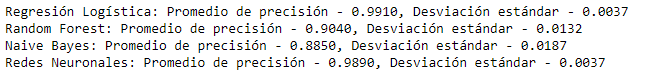 Regresión Logística: Promedio de precisión - 0.9910, Desviación estándar - 0.0037
Random Forest: Promedio de precisión - 0.9040, Desviación estándar - 0.0132
Naive Bayes: Promedio de precisión - 0.8850, Desviación estándar - 0.0187
Redes Neuronales: Promedio de precisión - 0.9890, Desviación estándar - 0.0037